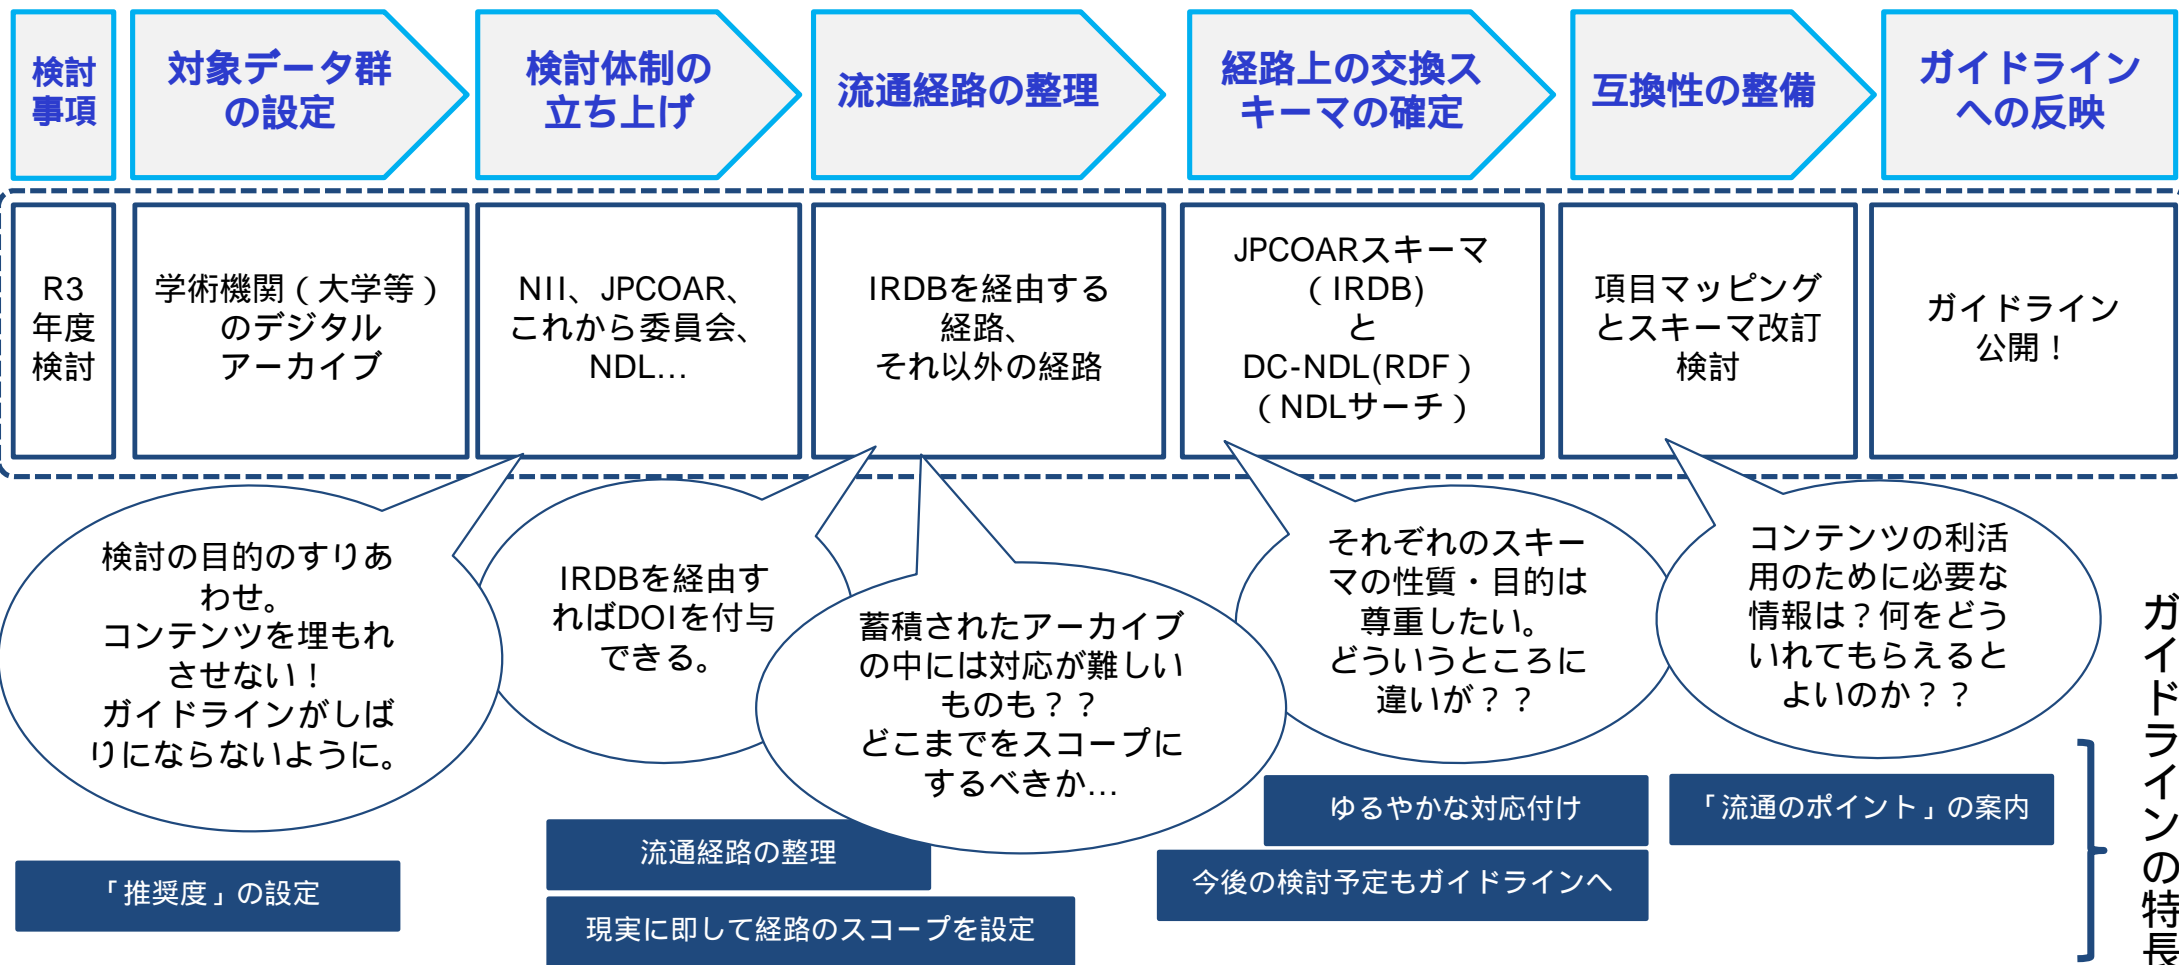 検討
事項
対象データ群
の設定
検討体制の
立ち上げ
流通経路の整理
経路上の交換ス
キーマの確定
互換性の整備
ガイドライン
への反映
R3
年度
検討
学術機関（大学等）
のデジタル
アーカイブ
NII、JPCOAR、
これから委員会、
NDL…
IRDBを経由する
経路、
それ以外の経路
JPCOARスキーマ
（IRDB)
と
DC-NDL(RDF）
（NDLサーチ）
項目マッピング
とスキーマ改訂
検討
ガイドライン
公開！
検討の目的のすりあ
わせ。
コンテンツを埋もれ
させない！
ガイドラインがしば
りにならないように。
IRDBを経由す
ればDOIを付与
できる。
蓄積されたアーカイブ
の中には対応が難しい
ものも？？
どこまでをスコープに
するべきか…
それぞれのスキー
マの性質・目的は
尊重したい。
どういうところに
違いが？？
コンテンツの利活
用のために必要な
情報は？何をどう
いれてもらえると
よいのか？？
「推奨度」の設定
流通経路の整理
現実に即して経路のスコープを設定
ゆるやかな対応付け
今後の検討予定もガイドラインへ
「流通のポイント」の案内
ガイドラインの特長